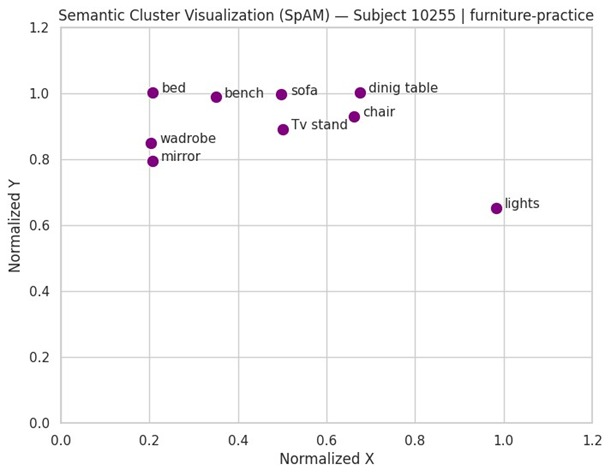 Semantic Cluster Visualization (SpAM) — Subject 10255 | furniture-practice
1.2
1.0
0.8
0.6
0.4
0.2
0.0
Normalized Y
bed
bench
sofa
dinig table
chair
Tv stand
wadrobe
mirror
lights
0.0 0.2 0.4 0.6 0.8 1.0 1.2
Normalized X